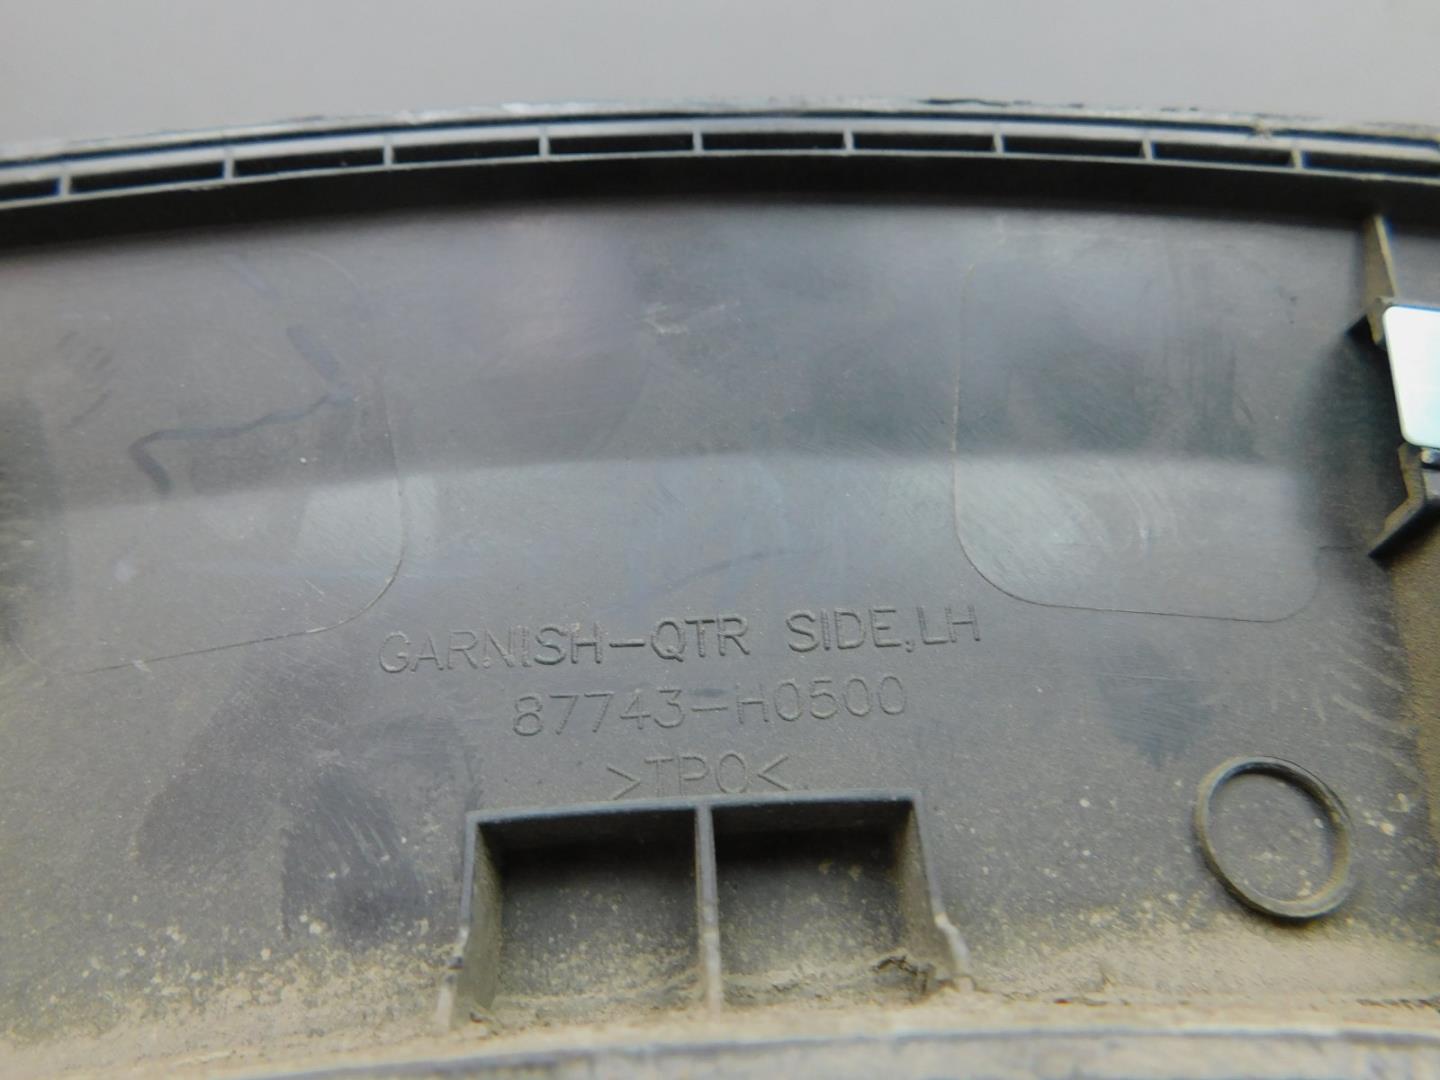 GARNISH-QTR SIDE,LH
87743-H0500
>TPO<